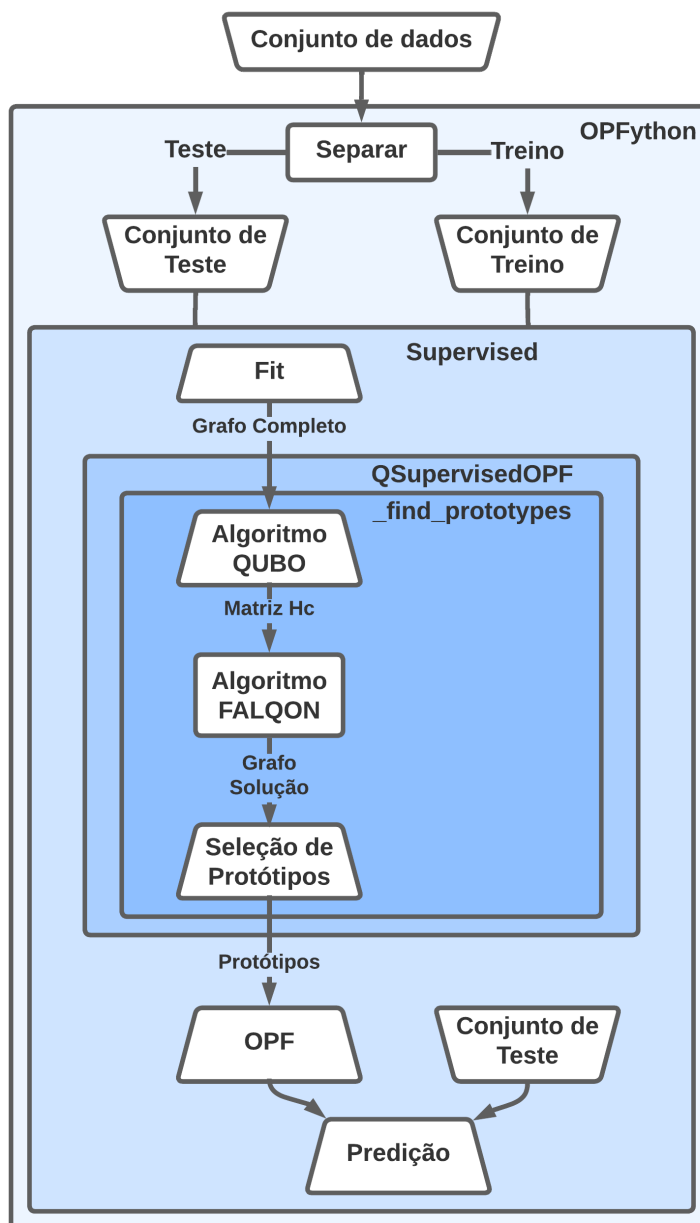 Conjunto de dados
OPFython
Separar
Teste
Treino
Conjunto de
Teste
Conjunto de
Treino
Supervised
Fit
Grafo Completo
QSupervisedOPF
_find_prototypes
Algoritmo
QUBO
Matriz Hc
Algoritmo
FALQON
Grafo
Solução
Seleção de
Protótipos
Protótipos
OPF
Conjunto de
Teste
Predição